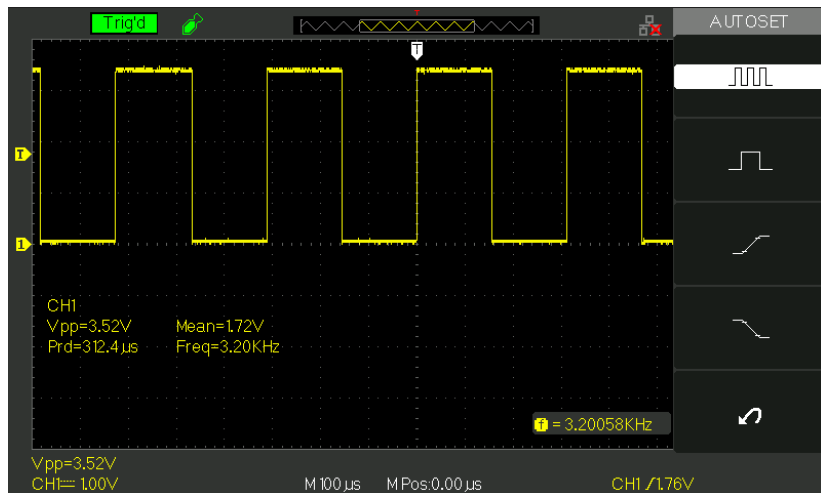 Trig'd
T
AUTOSET
T
T
1
CH1
Vpp=3.52V Mean=1.72V
Prd=312.4µs Freq=3.20KHz
f = 3.20058KHz
Vpp=3.52V
CH1 1.00V M 100µs M Pos:0.00µs CH1 1.76V